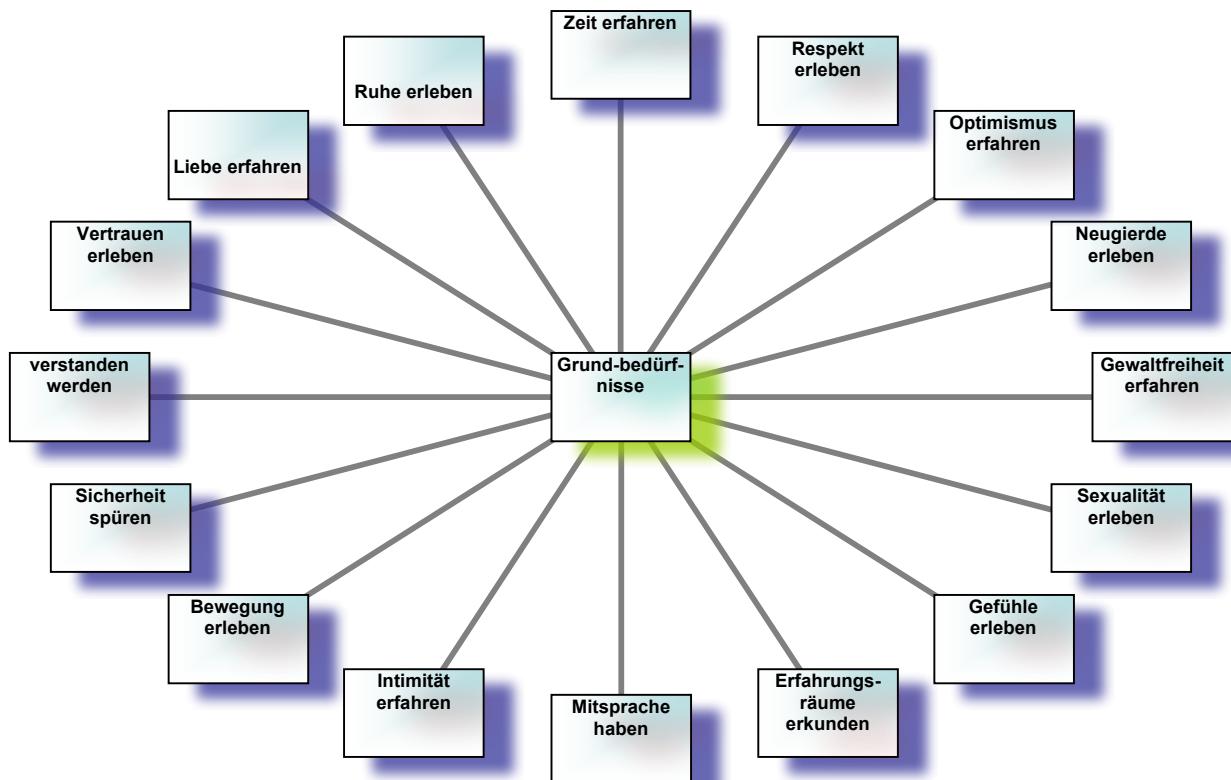 Zeit erfahren
Respekt
erleben
Optimismus
erfahren
Neugierde
erleben
Gewaltfreiheit
erfahren
Sexualität
erleben
Gefühle
erleben
Erfahrungs-
räume
erkunden
Mitsprache
haben
Intimität
erfahren
Bewegung
erleben
Sicherheit
spüren
verstanden
werden
Vertrauen
erleben
Liebe erfahren
Ruhe erleben
Grund-bedürf-
nisse